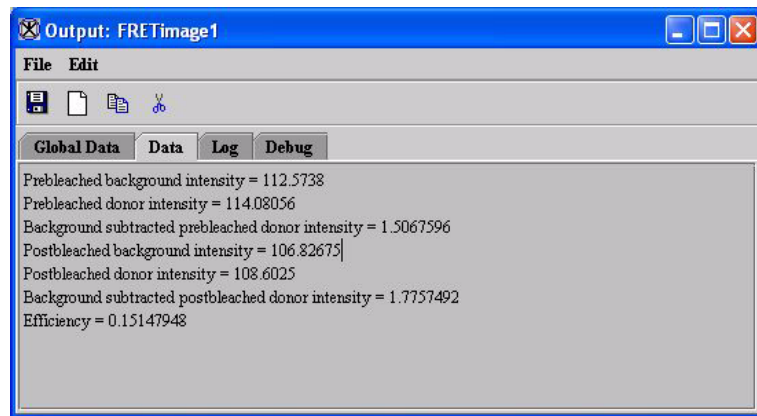 Output: FRETimage1
File Edit
Global Data Data Log Debug
Prebleached background intensity = 112.5738
Prebleached donor intensity = 114.08056
Background subtracted prebleached donor intensity = 1.5067596
Postbleached background intensity = 106.82675
Postbleached donor intensity = 108.6025
Background subtracted postbleached donor intensity = 1.7757492
Efficiency = 0.15147948